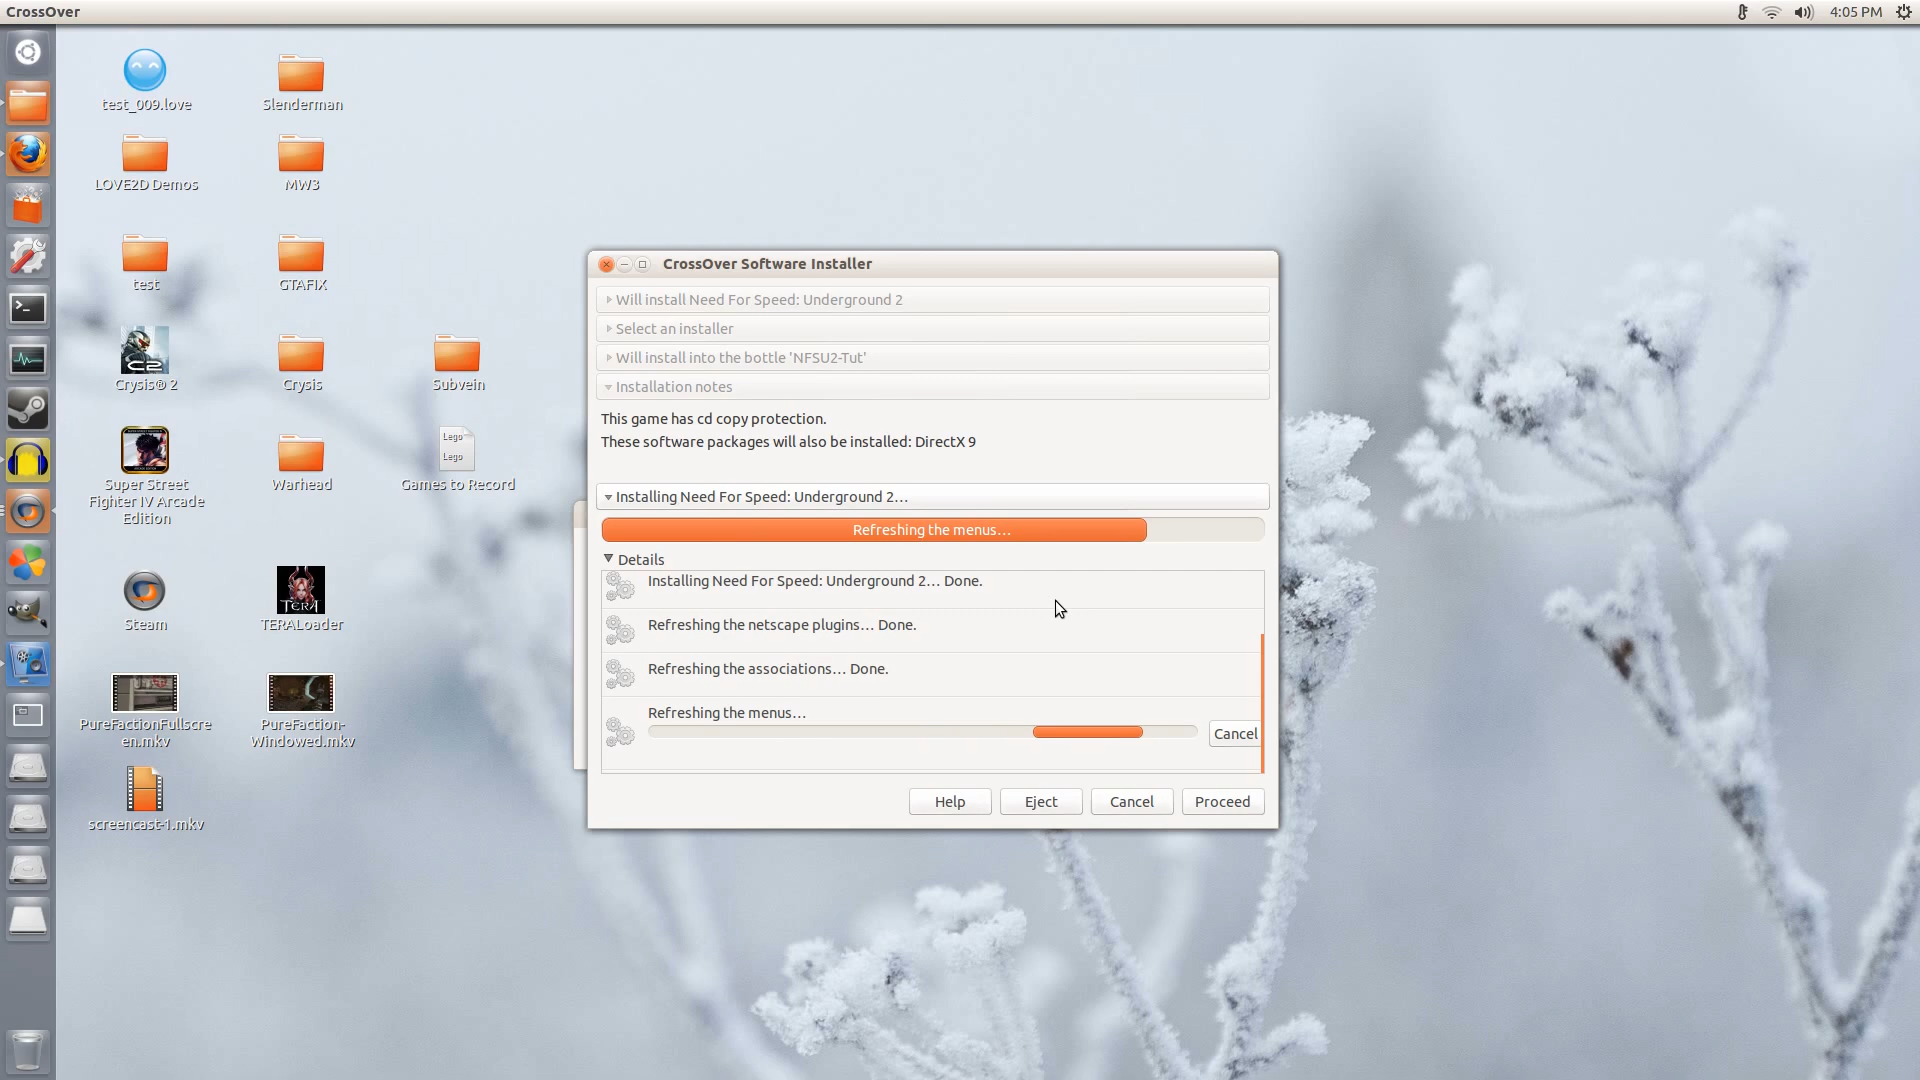 CrossOver
4:05 PM
test_009.love
Slenderman
LOVE2D Demos
MW3
test
GTAFIX
Crysis® 2
Crysis
Subvein
Super Street
Fighter IV Arcade
Edition
Warhead
Lego
Lego
Games to Record
Steam
TERA
TERALoader
PureFactionFullscre
en.mkv
PureFaction-
Windowed.mkv
screencast-1.mkv
CrossOver Software Installer
Will install Need For Speed: Underground 2
Select an installer
Will install into the bottle 'NFSU2-Tut'
Installation notes
This game has cd copy protection.
These software packages will also be installed: DirectX 9
Installing Need For Speed: Underground 2…
Refreshing the menus…
Details
Installing Need For Speed: Underground 2… Done.
Refreshing the netscape plugins… Done.
Refreshing the associations… Done.
Refreshing the menus…
Cancel
Help
Eject
Cancel
Proceed